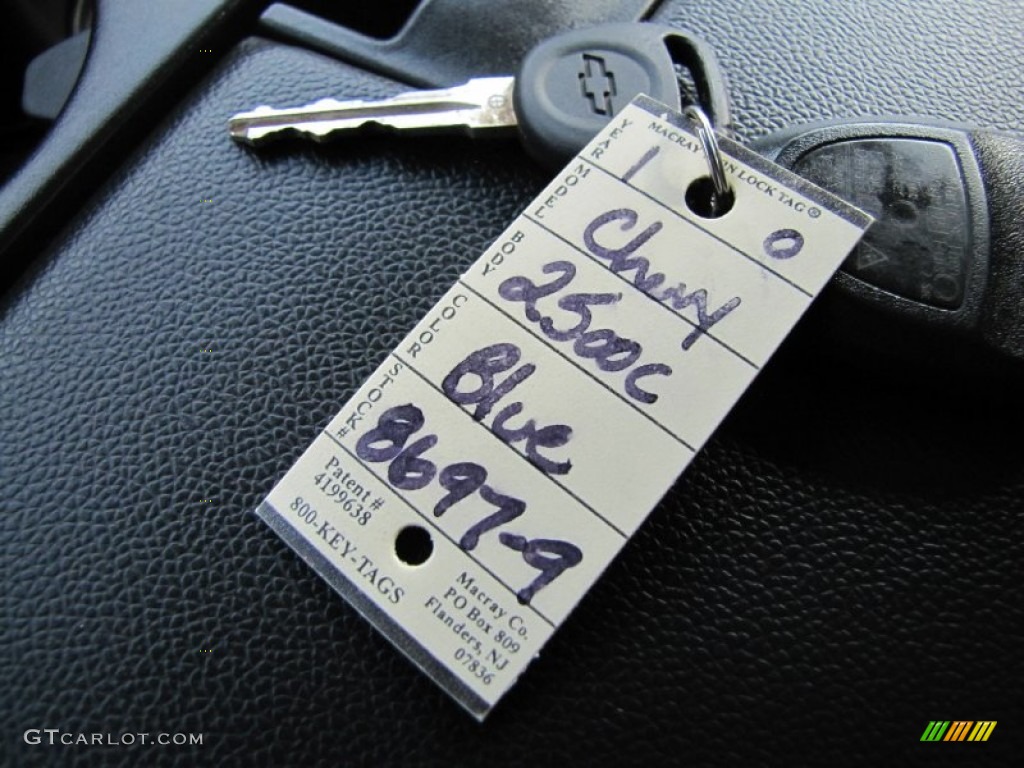 MACRAY LOCK TAG®
YEAR 1 0
MODEL Chevy
BODY 2500C
COLOR Blue
STOCK# 8697-9
Patent #
4199638
800-KEY-TAGS
Macray Co.
PO Box 809
Flanders, NJ
07836
GTCARLOT.COM